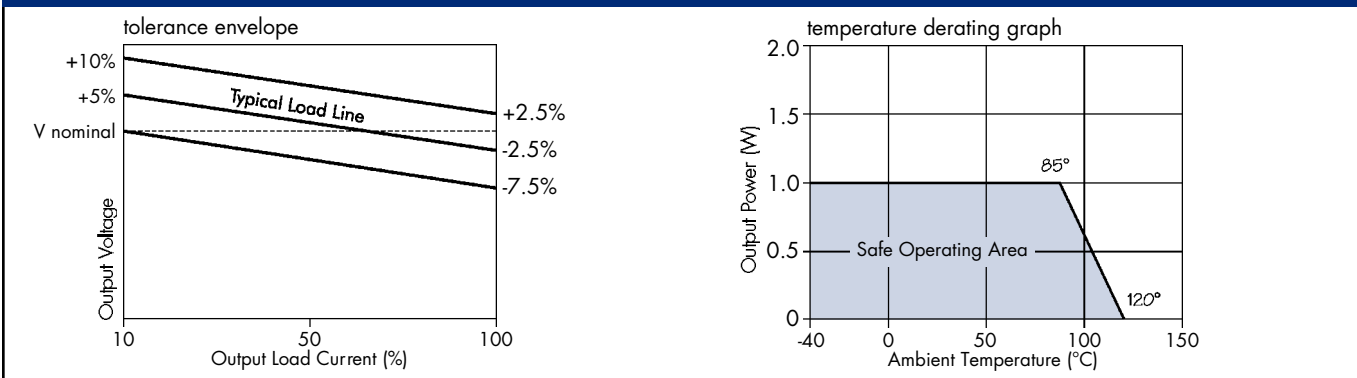 tolerance envelope
+10%
+5%
V nominal
Typical Load Line
+2.5%
-2.5%
-7.5%
Output Voltage
10
50
100
Output Load Current (%)
temperature derating graph
2.0
1.5
1.0
0.5
0
Output Power (W)
85°
Safe Operating Area
120°
-40
0
50
100
150
Ambient Temperature (°C)